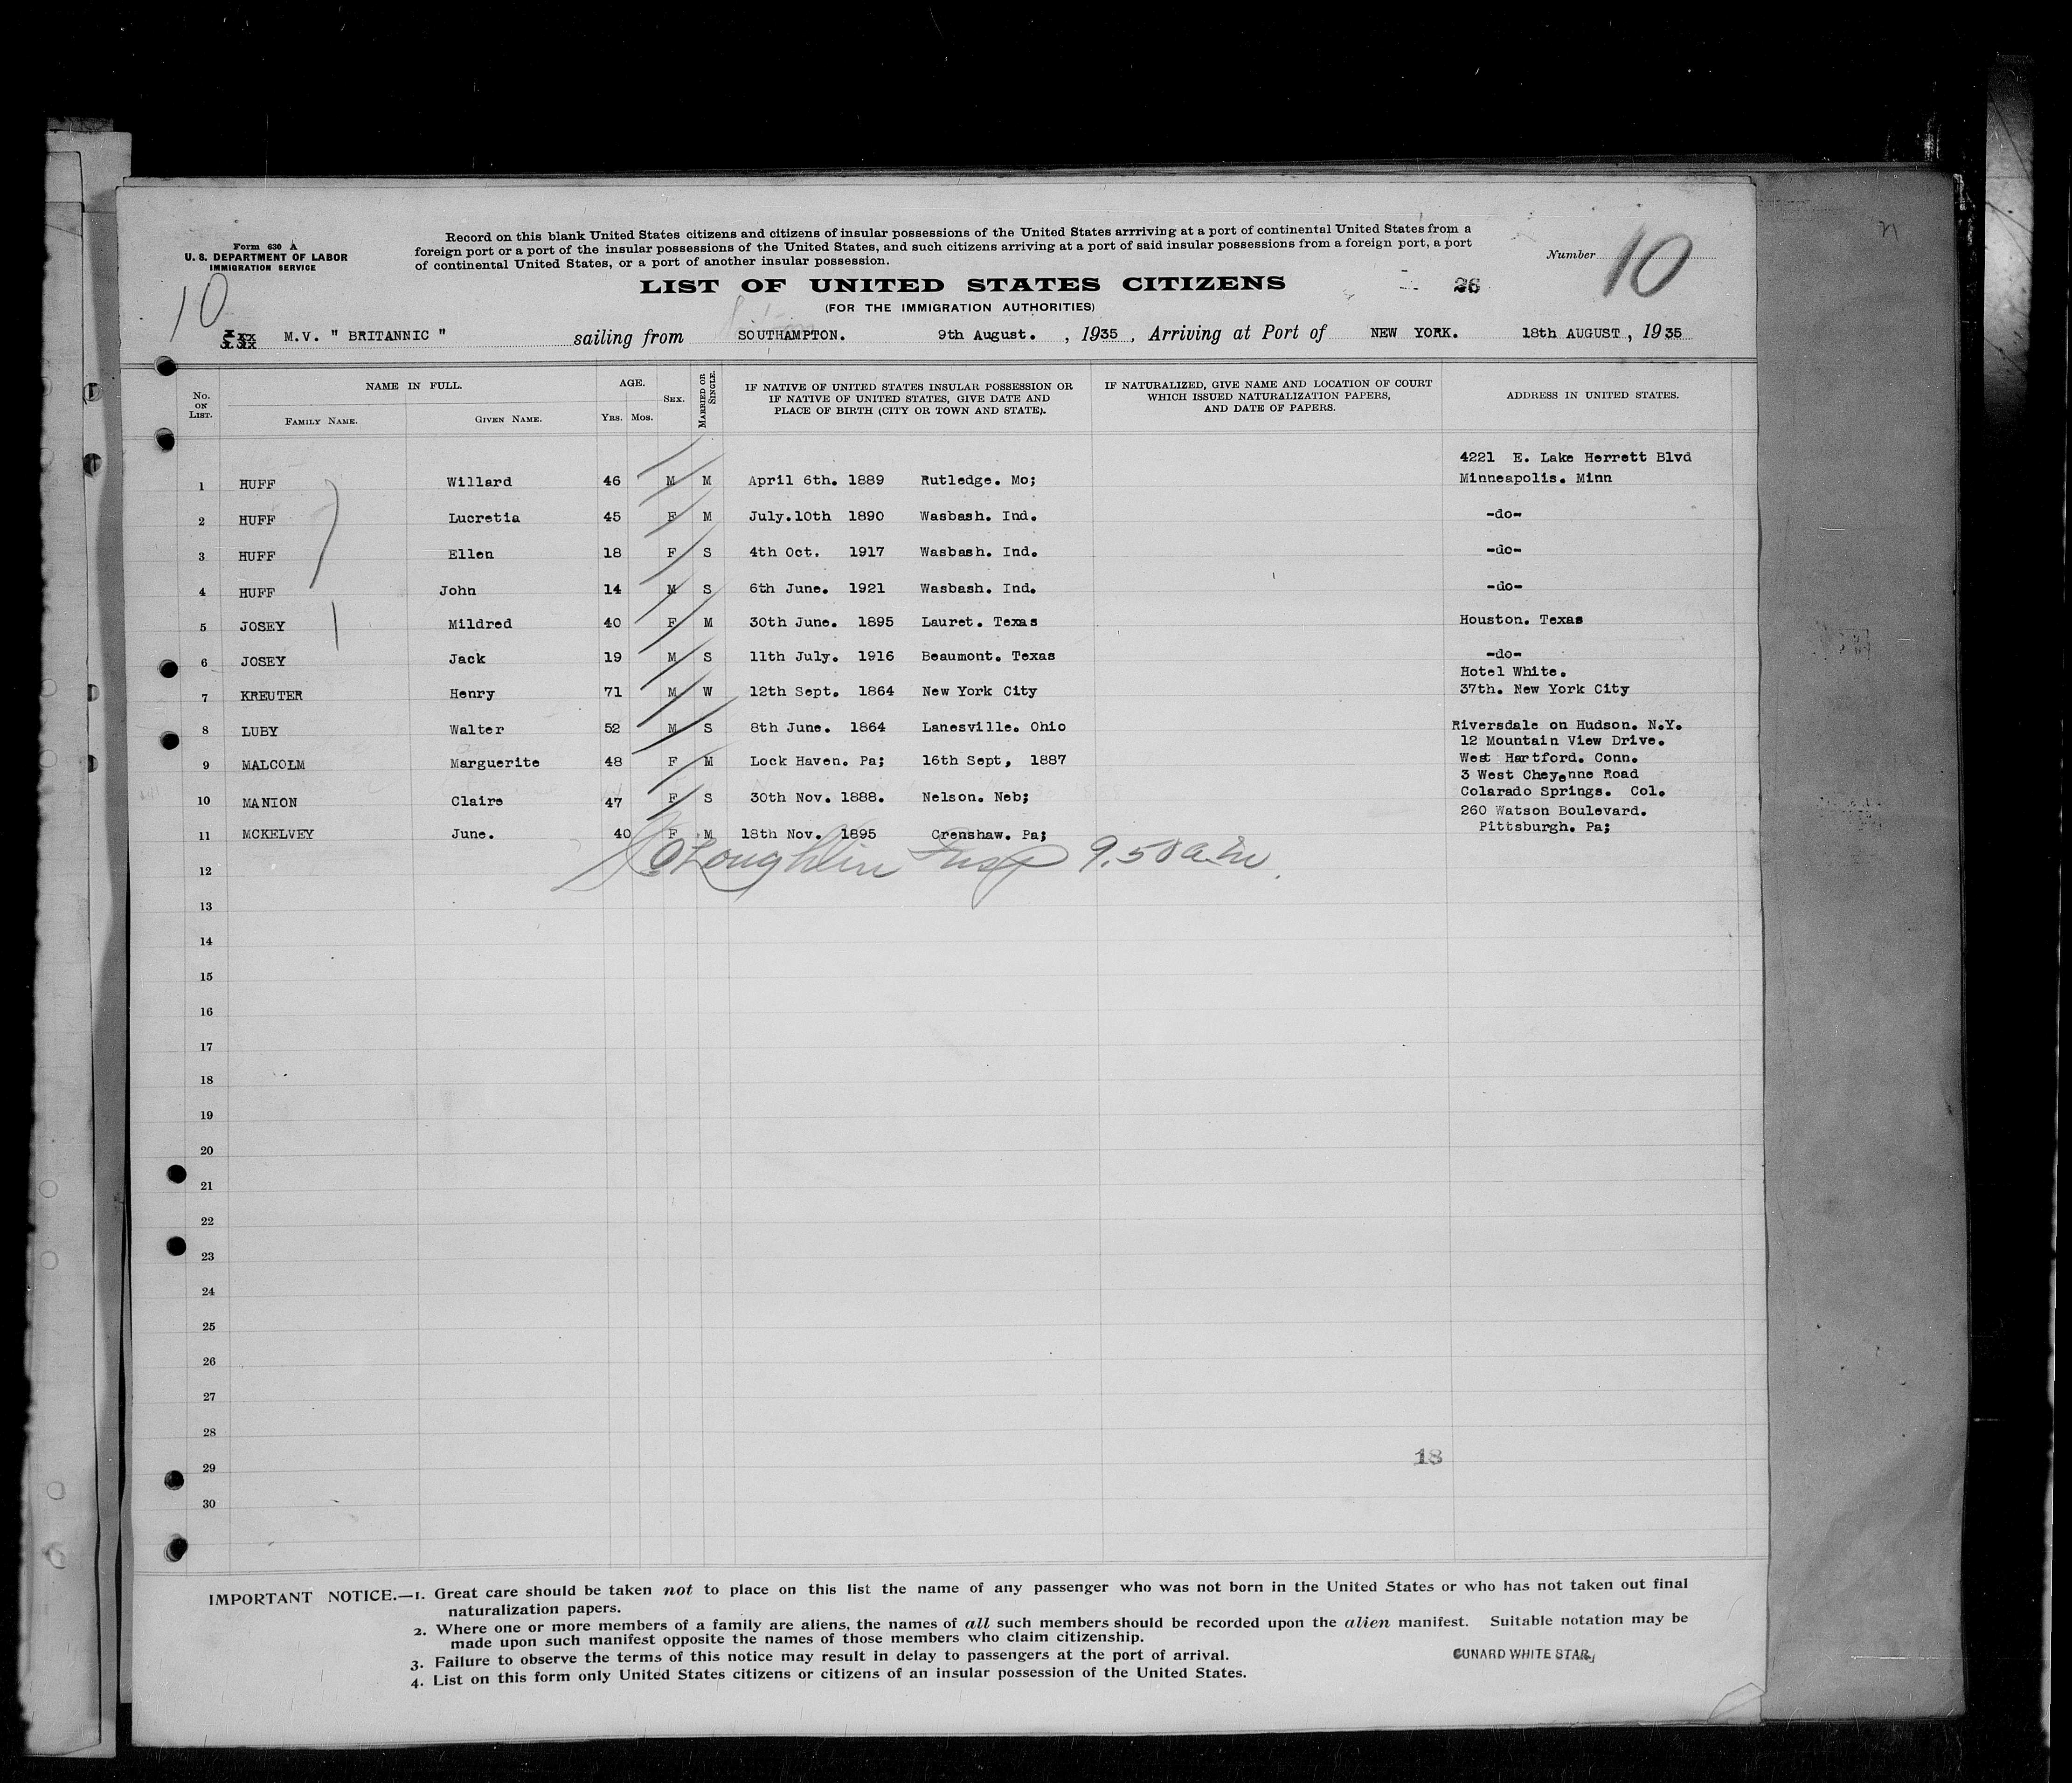 Form 630 A
U. S. DEPARTMENT OF LABOR
IMMIGRATION SERVICE
Record on this blank United States citizens and citizens of insular possessions of the United States arrriving at a port of continental United States from a
foreign port or a port of the insular possessions of the United States, and such citizens arriving at a port of said insular possessions from a foreign port, a port
of continental United States, or a port of another insular possession.
Number 10
LIST OF UNITED STATES CITIZENS
26
(FOR THE IMMIGRATION AUTHORITIES)
10
M.V. " BRITANNIC " sailing from SOUTHAMPTON. 9th August. , 1935 , Arriving at Port of NEW YORK. 18th AUGUST , 1935
No. ON LIST.
NAME IN FULL.
FAMILY NAME.
GIVEN NAME.
AGE.
YRS. MOS.
SEX.
MARRIED OR SINGLE.
IF NATIVE OF UNITED STATES INSULAR POSSESSION OR
IF NATIVE OF UNITED STATES, GIVE DATE AND
PLACE OF BIRTH (CITY OR TOWN AND STATE).
IF NATURALIZED, GIVE NAME AND LOCATION OF COURT
WHICH ISSUED NATURALIZATION PAPERS,
AND DATE OF PAPERS.
ADDRESS IN UNITED STATES.
4221 E. Lake Herrett Blvd
1 HUFF Willard 46 M M April 6th. 1889 Rutledge. Mo; Minneapolis. Minn
2 HUFF Lucretia 45 F M July.10th 1890 Wasbash. Ind. -do-
3 HUFF Ellen 18 F S 4th Oct. 1917 Wasbash. Ind. -do-
4 HUFF John 14 M S 6th June. 1921 Wasbash. Ind. -do-
5 JOSEY Mildred 40 F M 30th June. 1895 Lauret. Texas Houston. Texas
6 JOSEY Jack 19 M S 11th July. 1916 Beaumont. Texas -do-
Hotel White.
7 KREUTER Henry 71 M W 12th Sept. 1864 New York City 37th. New York City
8 LUBY Walter 52 M S 8th June. 1864 Lanesville. Ohio Riversdale on Hudson. N.Y.
12 Mountain View Drive.
9 MALCOLM Marguerite 48 F M Lock Haven. Pa; 16th Sept, 1887 West Hartford. Conn.
3 West Cheyenne Road
10 MANION Claire 47 F S 30th Nov. 1888. Nelson. Neb; Colarado Springs. Col.
260 Watson Boulevard.
11 MCKELVEY June. 40 F M 18th Nov. 1895 Crenshaw. Pa; Pittsburgh. Pa;
O'Loughlin Insp 9.50 a.m.
12
13
14
15
16
17
18
19
20
21
22
23
24
25
26
27
28
18
29
30
IMPORTANT NOTICE.—1. Great care should be taken not to place on this list the name of any passenger who was not born in the United States or who has not taken out final
naturalization papers.
2. Where one or more members of a family are aliens, the names of all such members should be recorded upon the alien manifest. Suitable notation may be
made upon such manifest opposite the names of those members who claim citizenship.
3. Failure to observe the terms of this notice may result in delay to passengers at the port of arrival.
CUNARD WHITE STAR
4. List on this form only United States citizens or citizens of an insular possession of the United States.